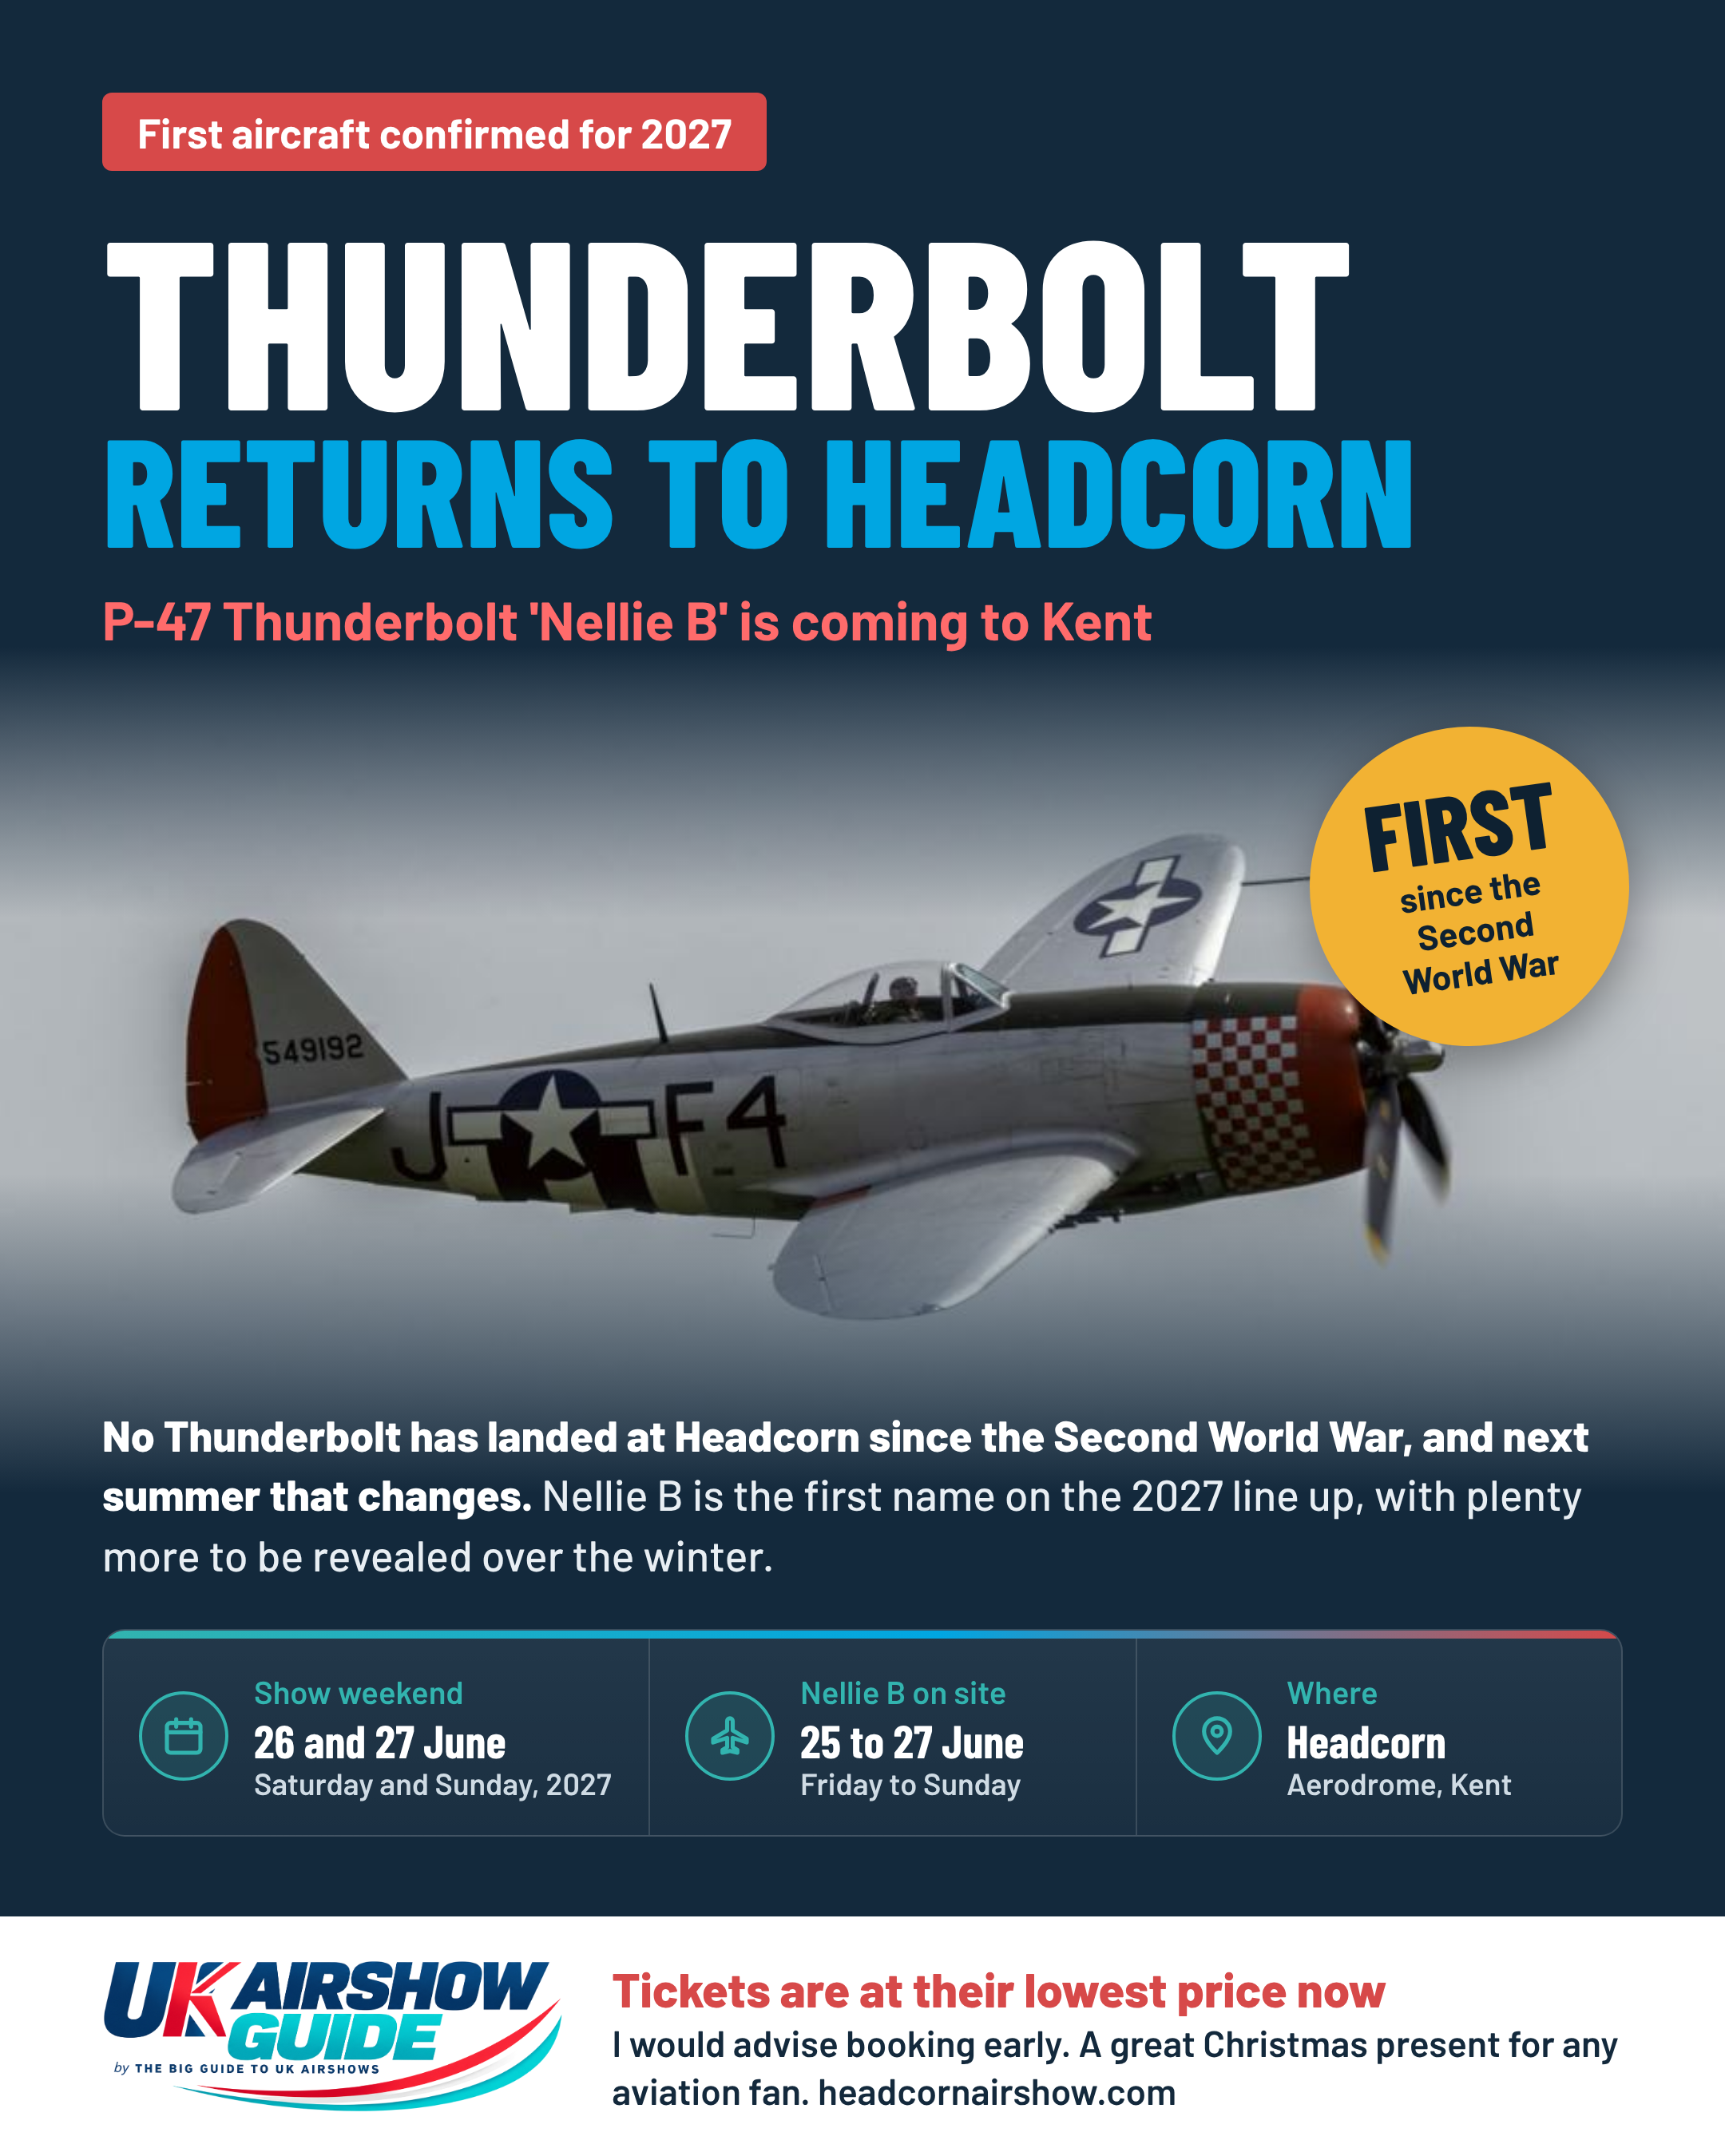 First aircraft confirmed for 2027
THUNDERBOLT
RETURNS TO HEADCORN
P-47 Thunderbolt 'Nellie B' is coming to Kent
FIRST
since the
Second
World War
549192
J F4
No Thunderbolt has landed at Headcorn since the Second World War, and next
summer that changes. Nellie B is the first name on the 2027 line up, with plenty
more to be revealed over the winter.
Show weekend
26 and 27 June
Saturday and Sunday, 2027
Nellie B on site
25 to 27 June
Friday to Sunday
Where
Headcorn
Aerodrome, Kent
UK AIRSHOW
GUIDE
by THE BIG GUIDE TO UK AIRSHOWS
Tickets are at their lowest price now
I would advise booking early. A great Christmas present for any
aviation fan. headcornairshow.com